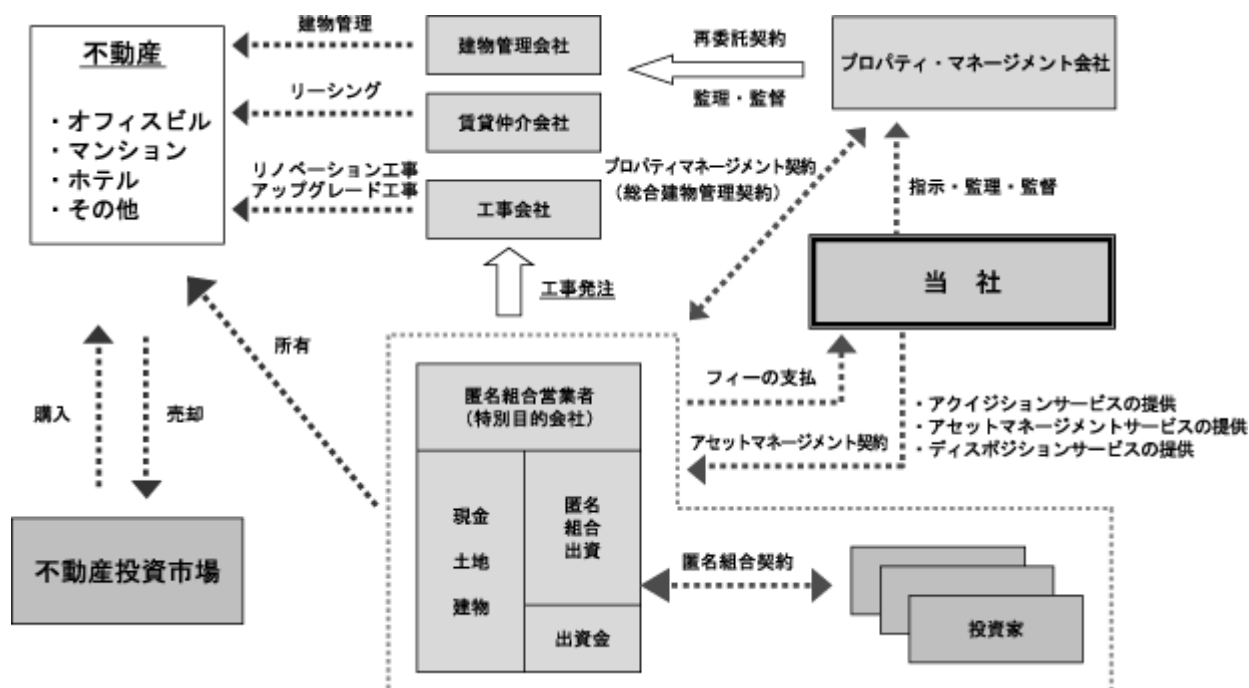 建物管理
不動産
・オフィスビル
・マンション
・ホテル
・その他
リーシング
リノベーション工事
アップグレード工事
建物管理会社
賃貸仲介会社
工事会社
再委託契約
監理・監督
プロパティ・マネージメント会社
プロパティマネージメント契約
(総合建物管理契約)
指示・監理・監督
当 社
工事発注
所有
購入
売却
不動産投資市場
匿名組合営業者
(特別目的会社)
現金
土地
建物
匿名
組合
出資
出資金
フィーの支払
アセットマネージメント契約
・アクイジションサービスの提供
・アセットマネージメントサービスの提供
・ディスポジションサービスの提供
匿名組合契約
投資家